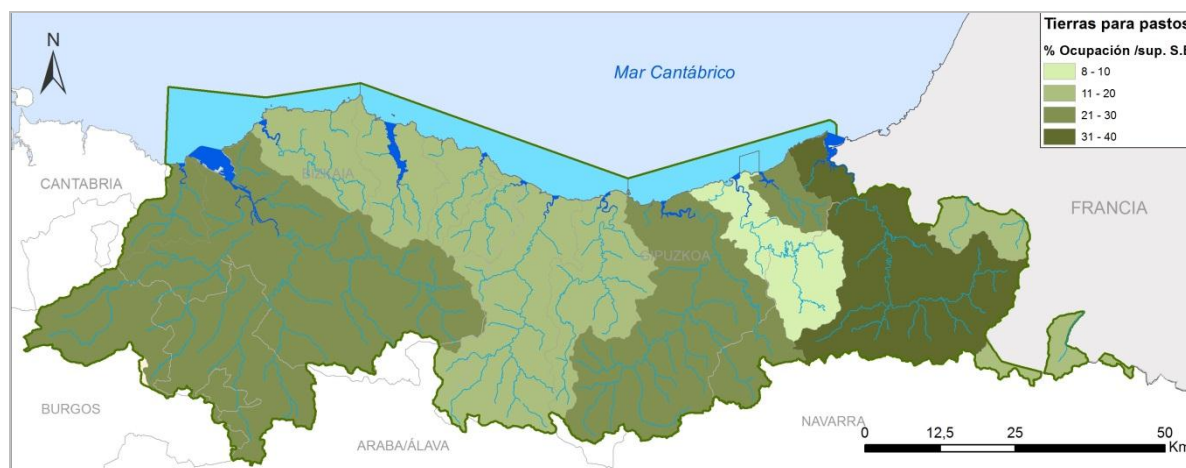 N
Mar Cantábrico
Tierras para pastos
% Ocupación /sup. S.E
8 - 10
11 - 20
21 - 30
31 - 40
CANTABRIA
BIZKAIA
FRANCIA
GIPUZKOA
BURGOS
ARABA/ÁLAVA
NAVARRA
0 12,5 25 50
Km